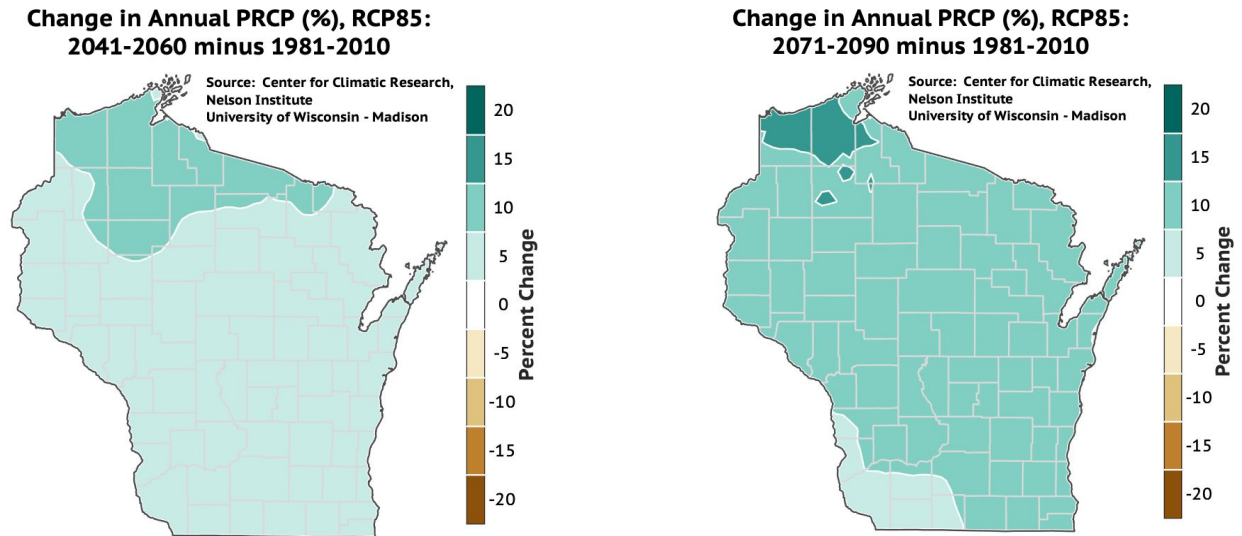 Change in Annual PRCP (%), RCP85:
2041-2060 minus 1981-2010
Source: Center for Climatic Research,
Nelson Institute
University of Wisconsin - Madison
20
15
10
5
0
-5
-10
-15
-20
Percent Change
Change in Annual PRCP (%), RCP85:
2071-2090 minus 1981-2010
Source: Center for Climatic Research,
Nelson Institute
University of Wisconsin - Madison
20
15
10
5
0
-5
-10
-15
-20
Percent Change